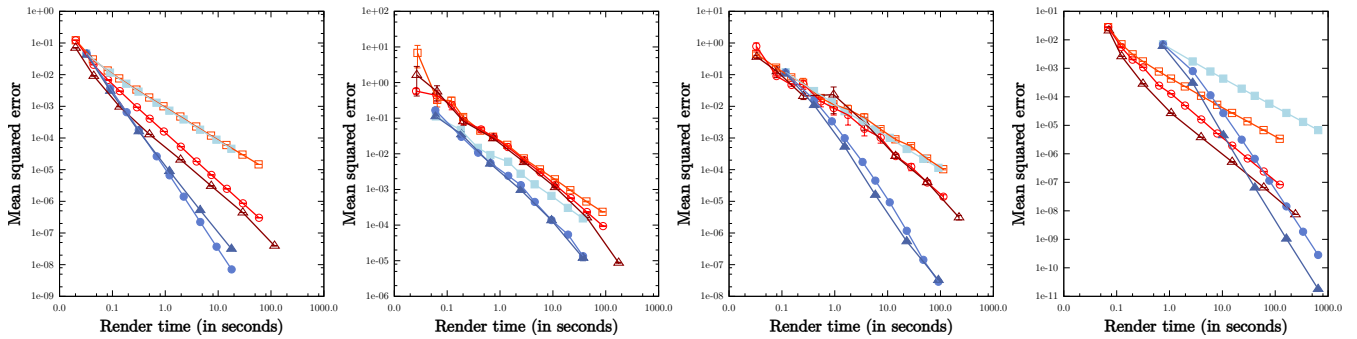 Mean squared error
1e-01
1e-02
1e-03
1e-04
1e-05
1e-06
1e-07
1e-08
1e-09
0.0
0.1
1.0
10.0
100.0
1000.0
Render time (in seconds)
Mean squared error
1e+02
1e+01
1e+00
1e-01
1e-02
1e-03
1e-04
1e-05
1e-06
0.0
0.1
1.0
10.0
100.0
1000.0
Render time (in seconds)
Mean squared error
1e+01
1e+00
1e-01
1e-02
1e-03
1e-04
1e-05
1e-06
1e-07
1e-08
0.0
0.1
1.0
10.0
100.0
1000.0
Render time (in seconds)
Mean squared error
1e-01
1e-02
1e-03
1e-04
1e-05
1e-06
1e-07
1e-08
1e-09
1e-10
1e-11
0.0
0.1
1.0
10.0
100.0
1000.0
Render time (in seconds)